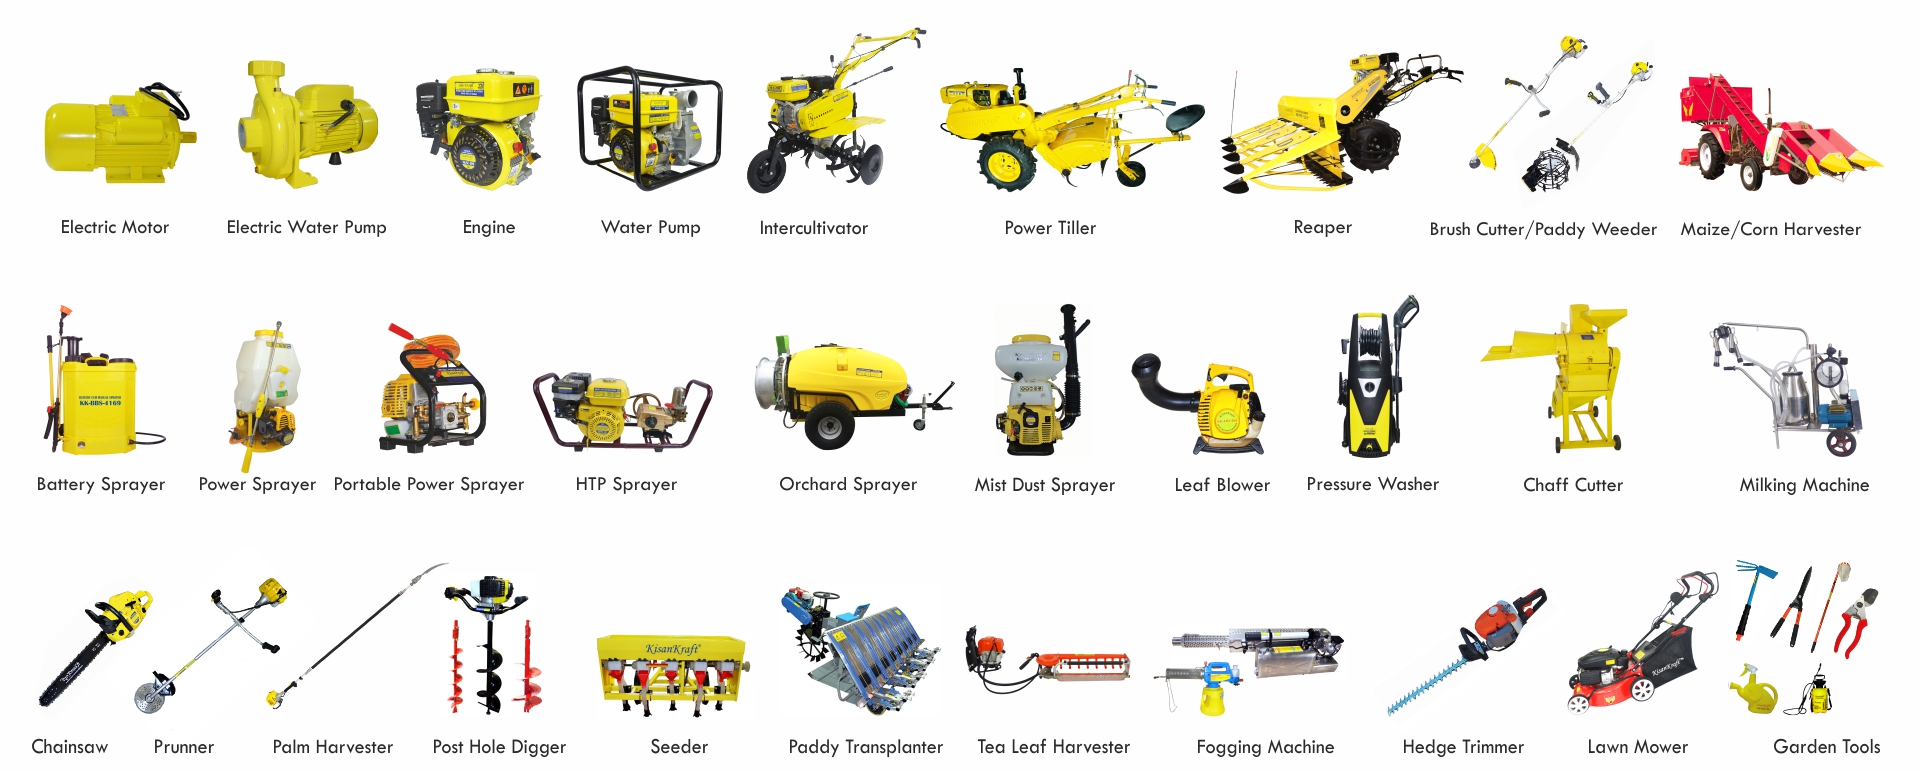 Electric Motor
Electric Water Pump
Engine
Water Pump
Intercultivator
Power Tiller
Reaper
Brush Cutter/Paddy Weeder
Maize/Corn Harvester
KK-BBS-4169
Battery Sprayer
Power Sprayer
Portable Power Sprayer
HTP Sprayer
Orchard Sprayer
Mist Dust Sprayer
Leaf Blower
Pressure Washer
Chaff Cutter
Milking Machine
KisanKraft®
KisanKraft™
Chainsaw
Prunner
Palm Harvester
Post Hole Digger
Seeder
Paddy Transplanter
Tea Leaf Harvester
Fogging Machine
Hedge Trimmer
Lawn Mower
Garden Tools